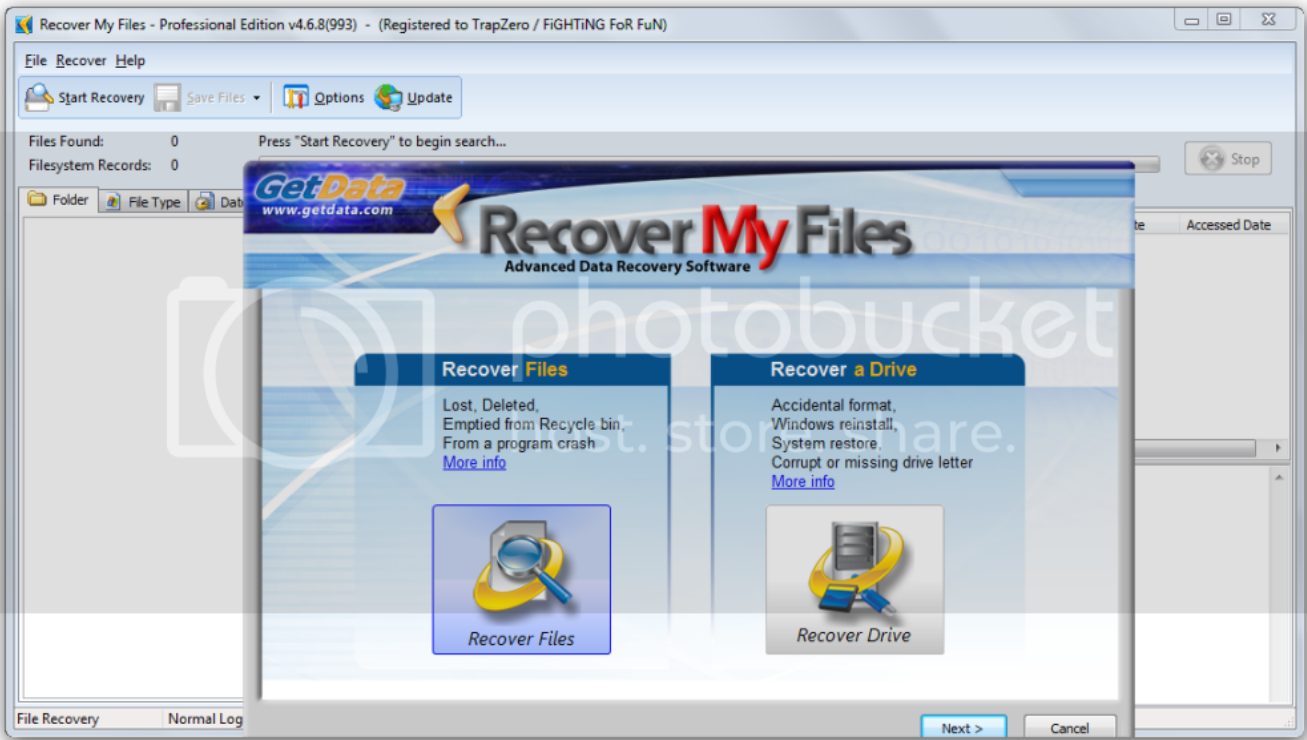 Recover My Files - Professional Edition v4.6.8(993) - (Registered to TrapZero / FiGHTiNG FoR FuN)
File Recover Help
Start Recovery Save Files Options Update
Files Found: 0 Press "Start Recovery" to begin search...
Filesystem Records: 0
Stop
Folder File Type Dat
Accessed Date
GetData
www.getdata.com
Recover My Files
Advanced Data Recovery Software
photobucket
host. store. share.
Recover Files
Lost, Deleted,
Emptied from Recycle bin,
From a program crash
More info
Recover Files
Recover a Drive
Accidental format,
Windows reinstall,
System restore,
Corrupt or missing drive letter
More info
Recover Drive
File Recovery Normal Log
Next > Cancel